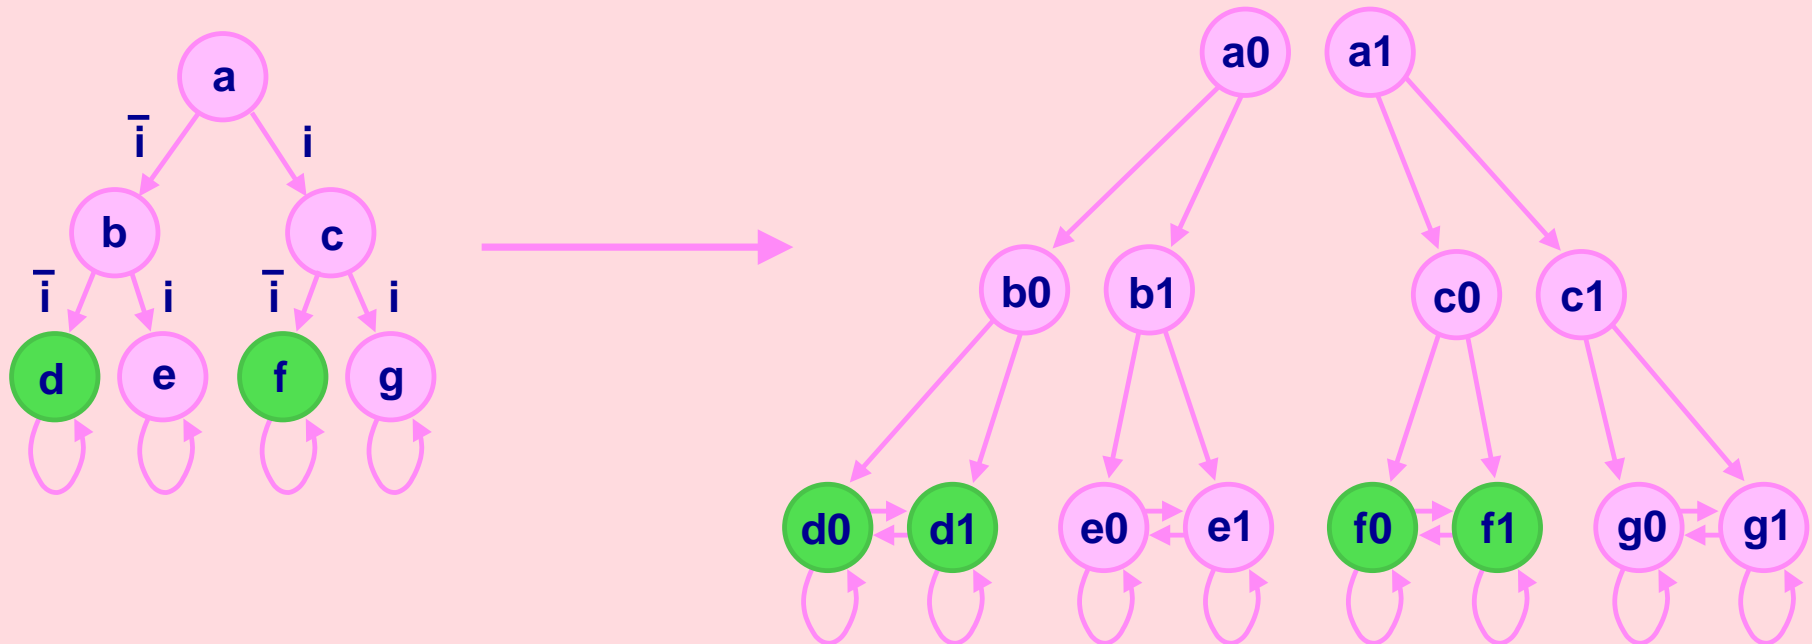 a
i̅ i
b c
i̅ i i̅ i
d e f g
a0 a1
b0 b1 c0 c1
d0 d1 e0 e1 f0 f1 g0 g1